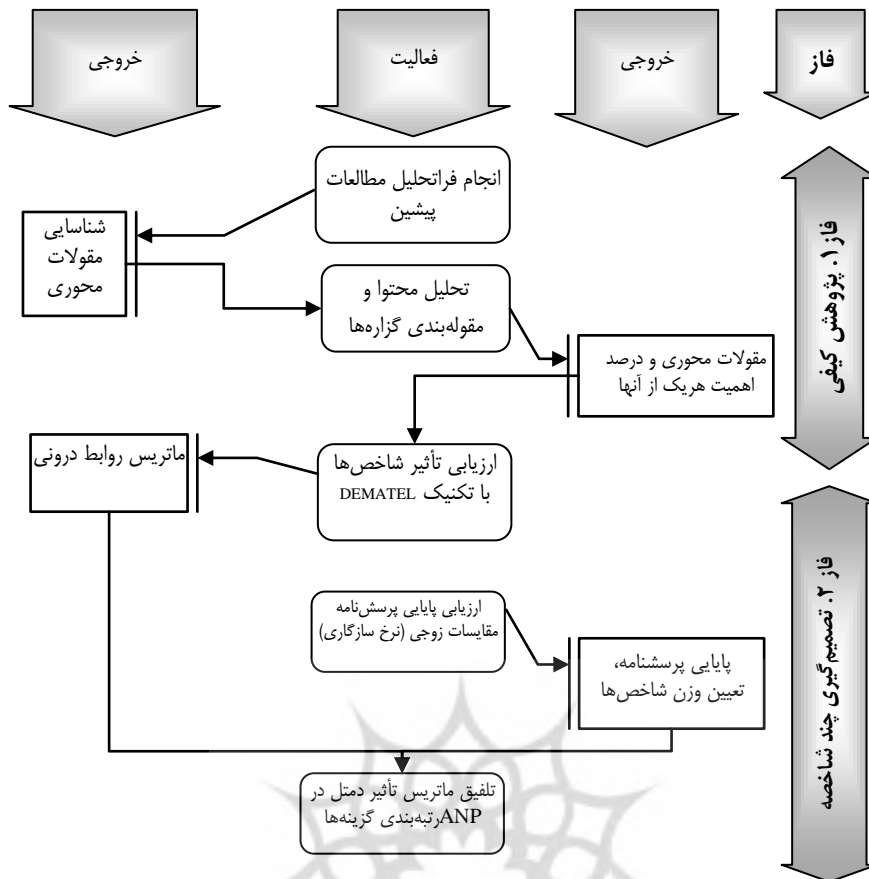 فاز
خروجی
فعالیت
خروجی
فاز ۱. پژوهش کیفی
انجام فراتحلیل مطالعات
پیشین
شناسایی
مقولات
محوری
تحلیل محتوا و
مقوله‌بندی گزاره‌ها
مقولات محوری و درصد
اهمیت هریک از آنها
فاز ۲. تصمیم‌گیری چند شاخصه
ارزیابی تأثیر شاخص‌ها
با تکنیک DEMATEL
ماتریس روابط درونی
ارزیابی پایایی پرسش‌نامه
مقایسات زوجی (نرخ سازگاری)
پایایی پرسشنامه،
تعیین وزن شاخص‌ها
تلفیق ماتریس تأثیر دمتل در
ANPرتبه‌بندی گزینه‌ها